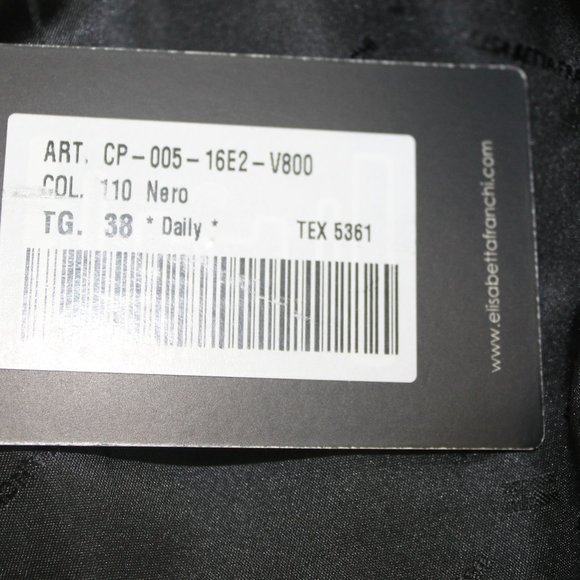 ART. CP-005-16E2-V800
COL. 110 Nero
TG. 38 * Daily * TEX 5361
www.elisabettafranchi.com